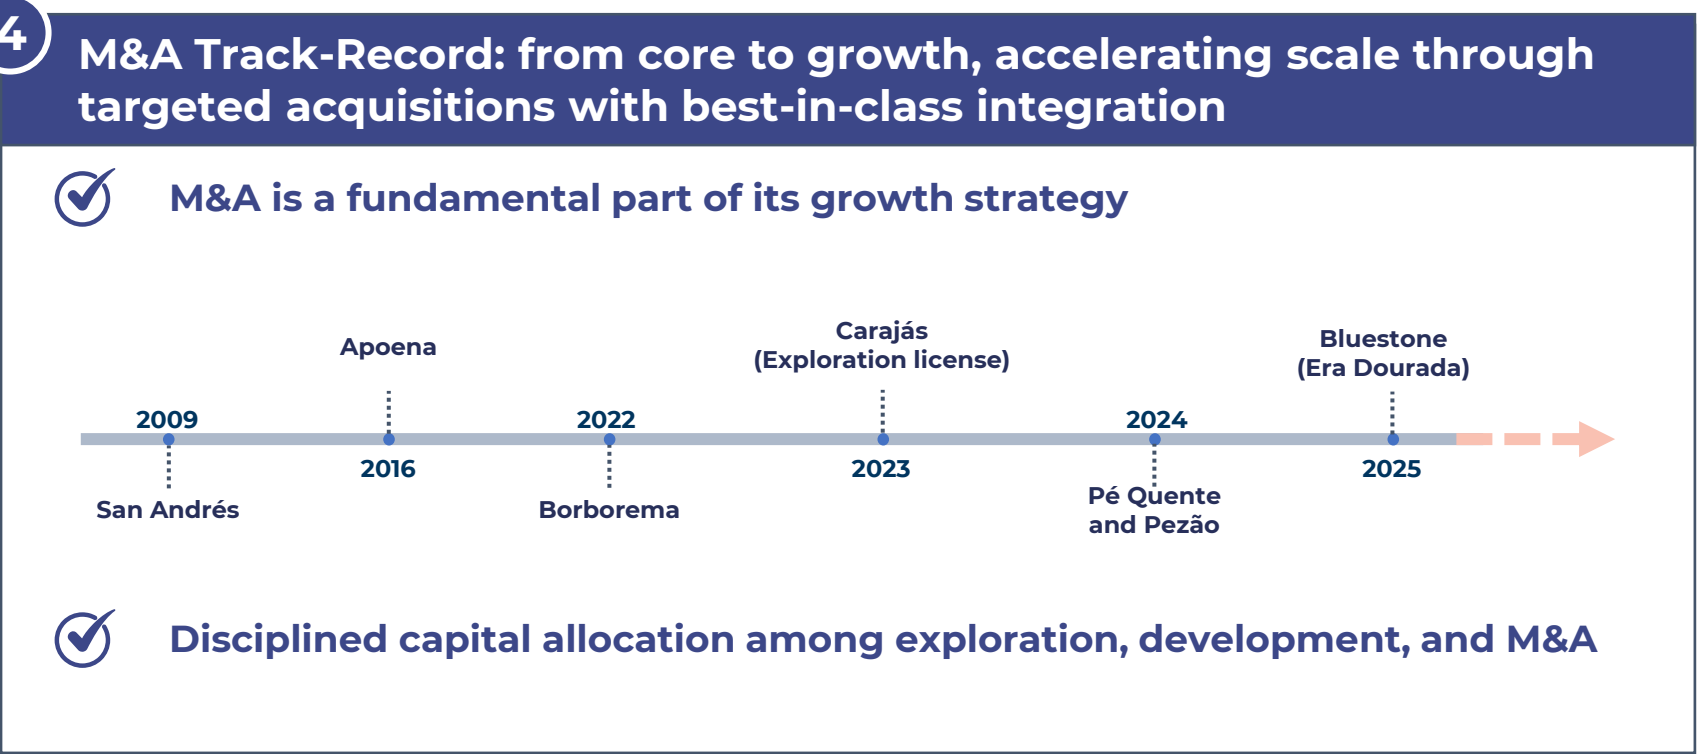 4
M&A Track-Record: from core to growth, accelerating scale through
targeted acquisitions with best-in-class integration
M&A is a fundamental part of its growth strategy
Apoena
Carajás
(Exploration license)
Bluestone
(Era Dourada)
2009
2022
2024
2016
2023
2025
San Andrés
Borborema
Pé Quente
and Pezão
Disciplined capital allocation among exploration, development, and M&A